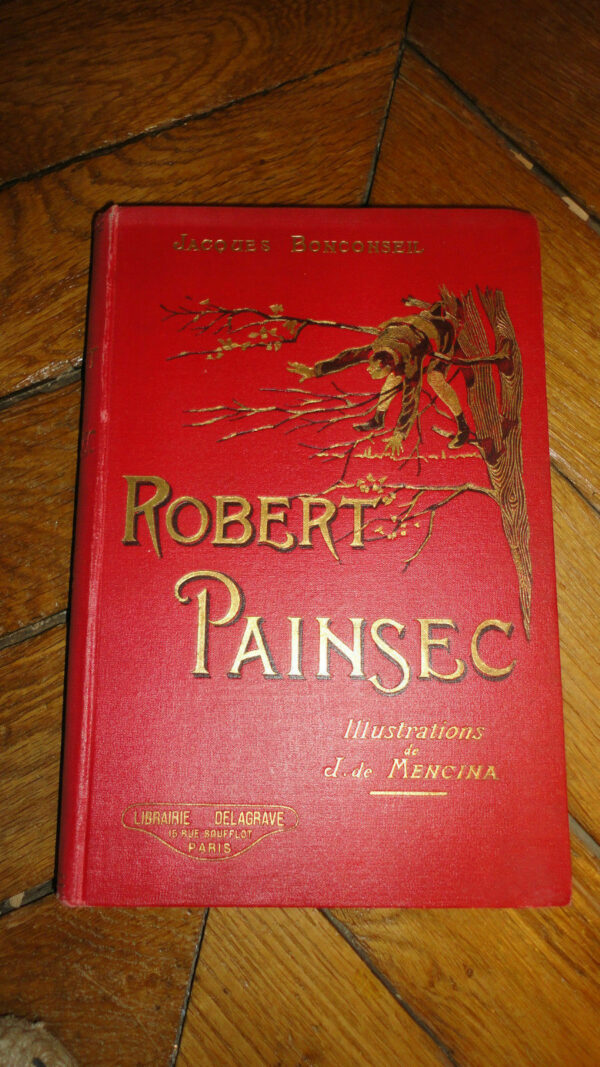 JACQUES BONCONSEIL
ROBERT
PAINSEC
Illustrations
de
J. de MENCINA
LIBRAIRIE DELAGRAVE
15 RUE SOUFFLOT
PARIS